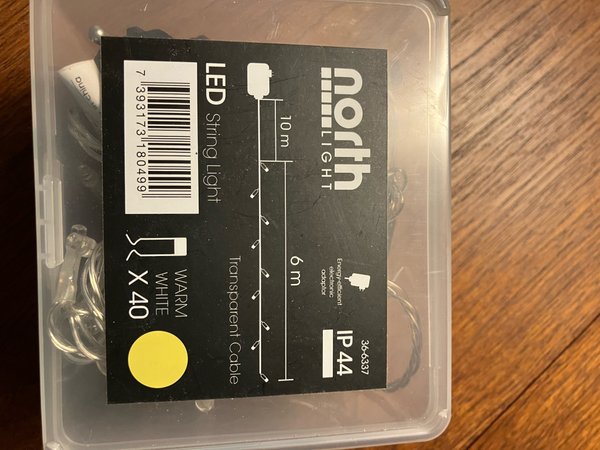 north
LIGHT
36-6337
IP 44
Energy-efficient
electronic
adaptor
10 m
6 m
LED String Light
Transparent Cable
7 393173 180499
WARM
WHITE
X 40
china